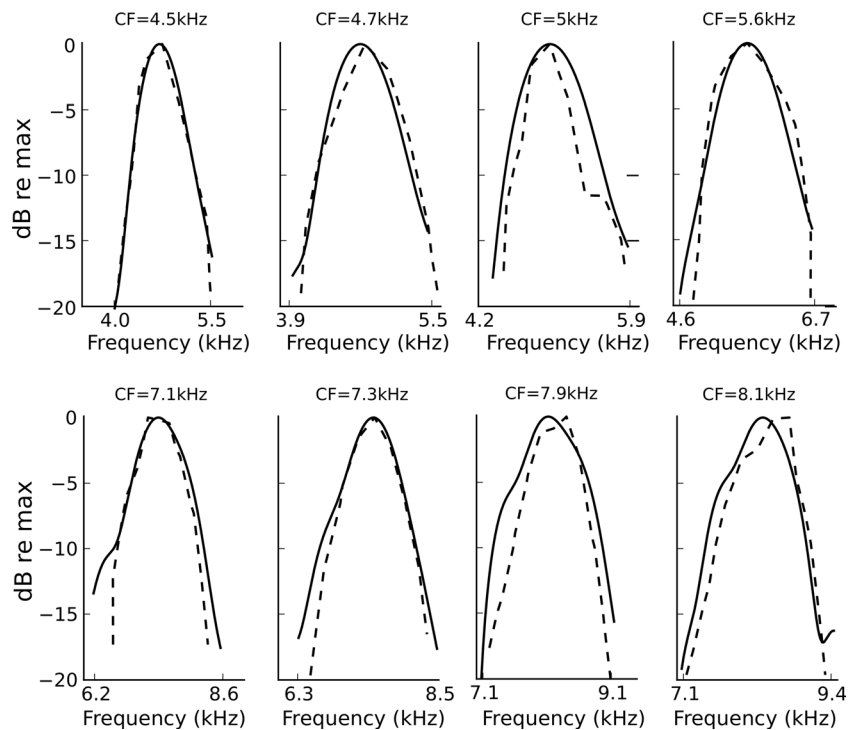 CF=4.5kHz CF=4.7kHz CF=5kHz CF=5.6kHz
0
−5
−10
−15
−20
dB re max
4.0 5.5 3.9 5.5 4.2 5.9 4.6 6.7
Frequency (kHz) Frequency (kHz) Frequency (kHz) Frequency (kHz)
CF=7.1kHz CF=7.3kHz CF=7.9kHz CF=8.1kHz
0
−5
−10
−15
−20
dB re max
6.2 8.6 6.3 8.5 7.1 9.1 7.1 9.4
Frequency (kHz) Frequency (kHz) Frequency (kHz) Frequency (kHz)